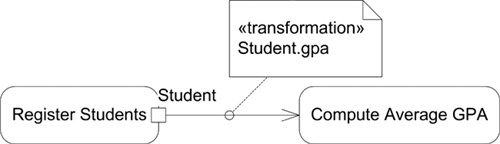 «transformation»
Student.gpa
Student
Register Students
Compute Average GPA